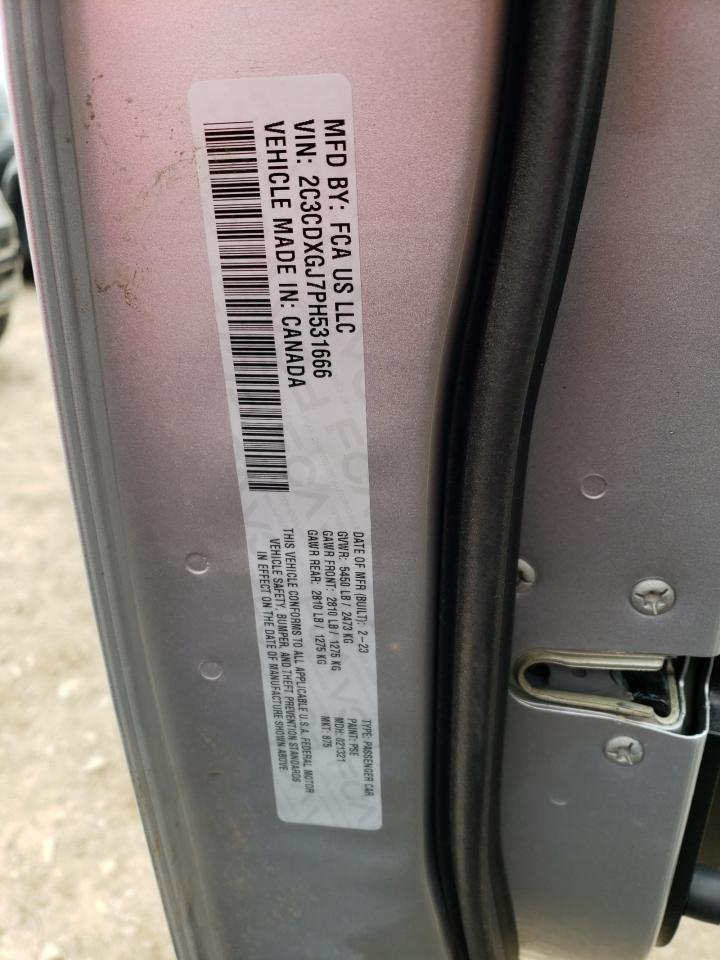 MFD BY: FCA US LLC
VIN: 2C3CDXGJ7PH531666
VEHICLE MADE IN: CANADA
DATE OF MFR (BUILT): 2-23
GVWR: 5450 LB / 2473 KG
GAWR FRONT: 2810 LB / 1275 KG
GAWR REAR: 2810 LB / 1275 KG
TYPE: PASSENGER CAR
PAINT: PSE
MDH: 021321
MKT: 875
THIS VEHICLE CONFORMS TO ALL APPLICABLE U.S.A. FEDERAL MOTOR
VEHICLE SAFETY, BUMPER, AND THEFT PREVENTION STANDARDS
IN EFFECT ON THE DATE OF MANUFACTURE SHOWN ABOVE.